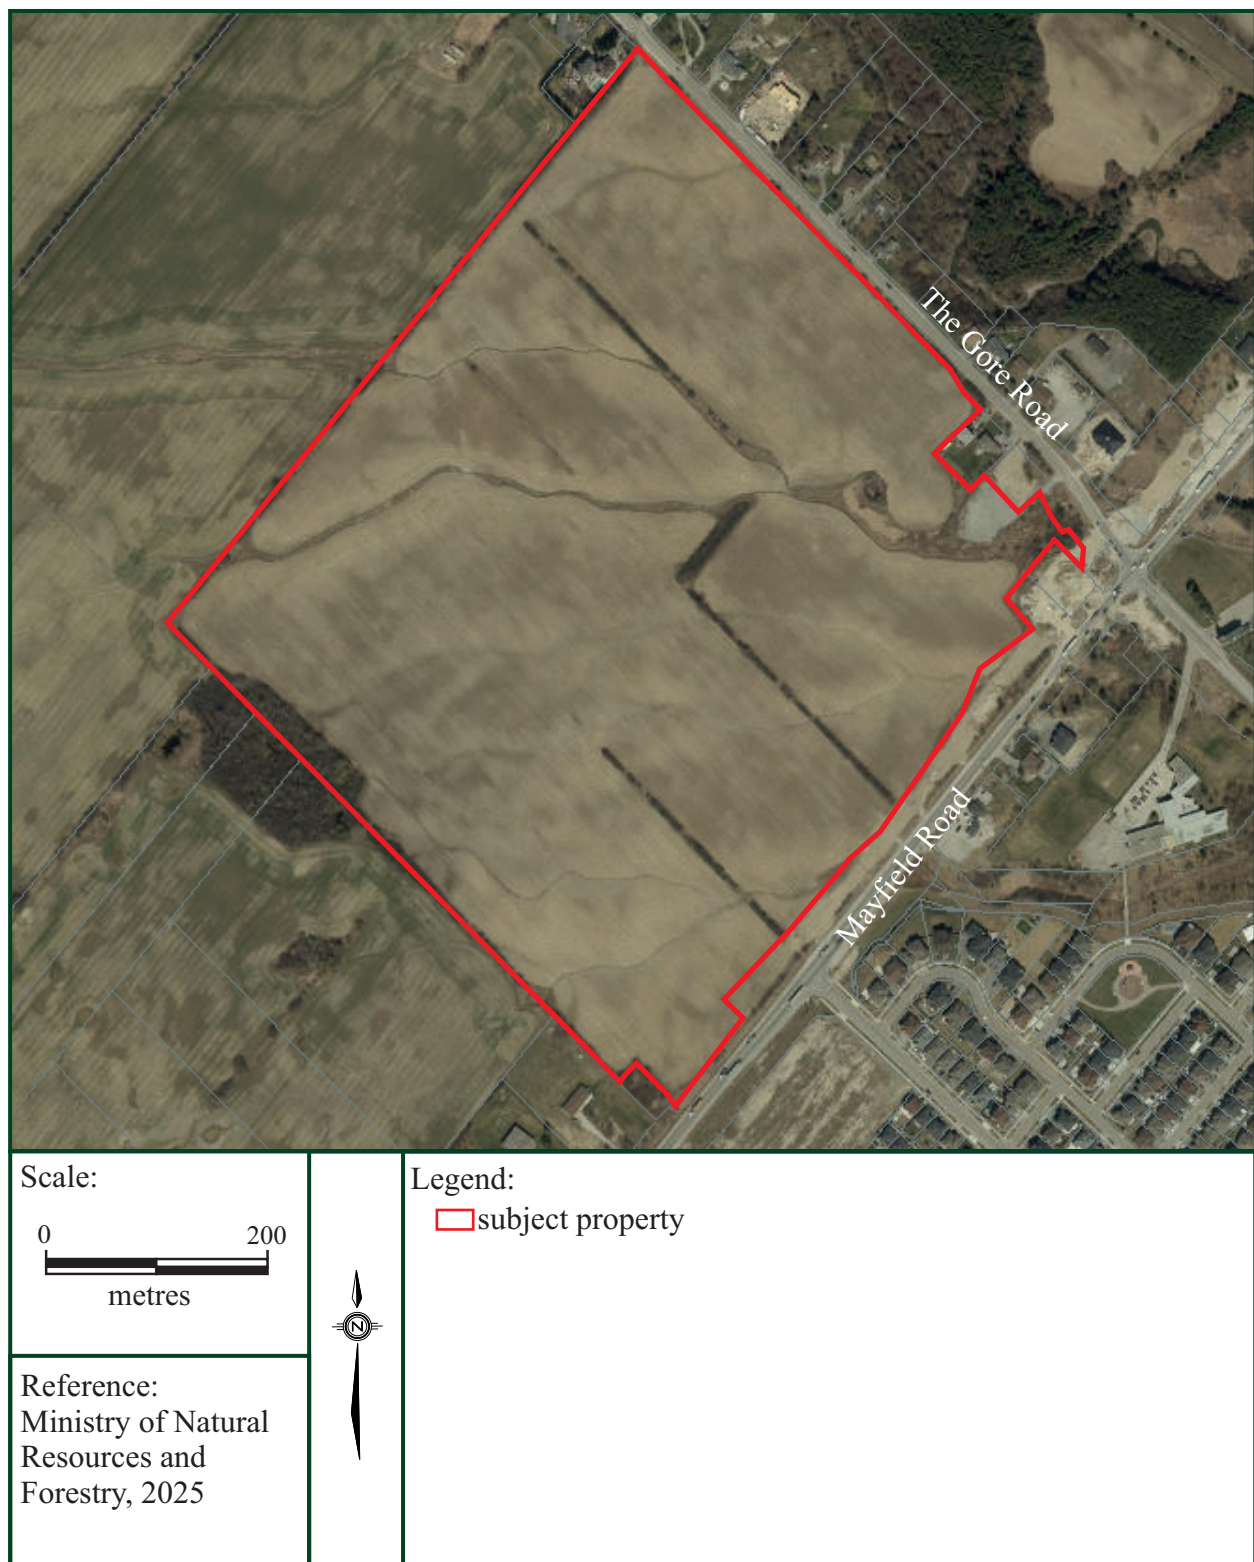 The Gore Road
Mayfield Road
Scale:
0 200
metres
Reference:
Ministry of Natural
Resources and
Forestry, 2025
N
Legend:
subject property